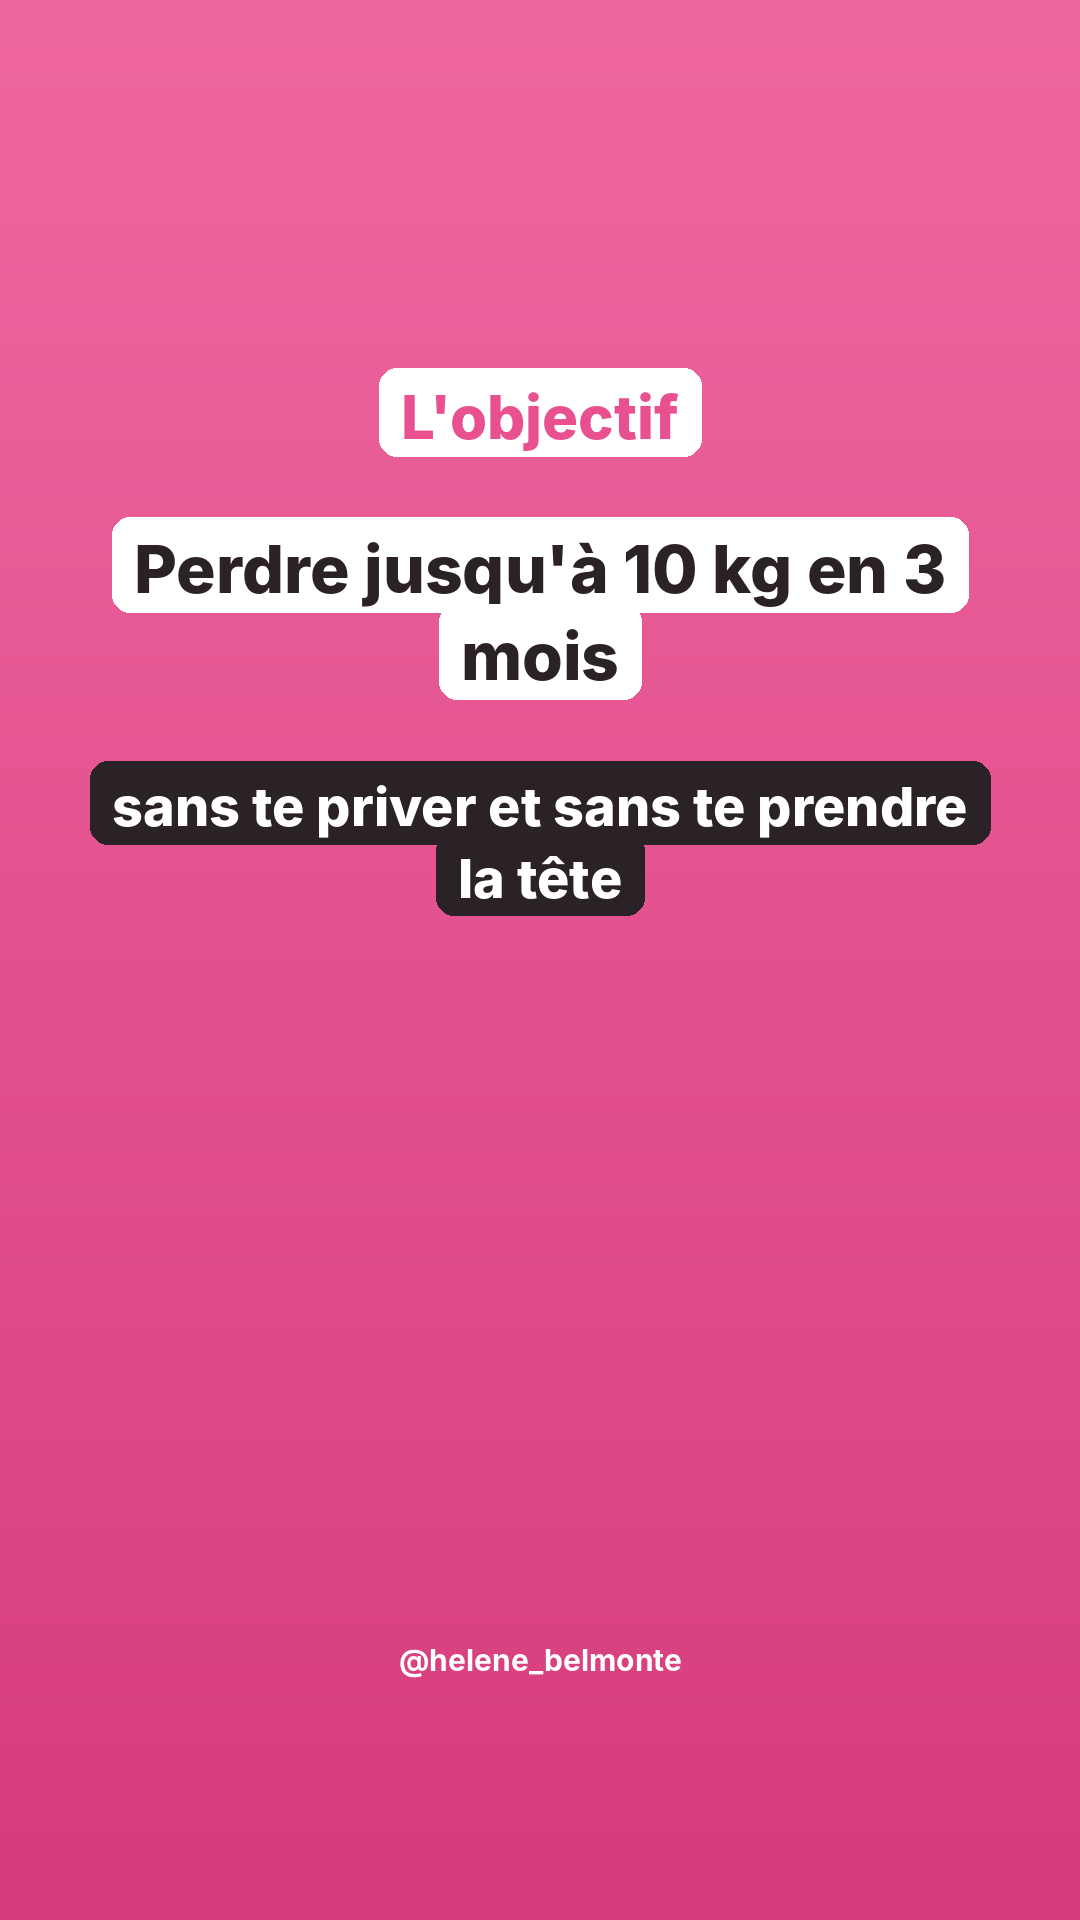 L'objectif
Perdre jusqu'à 10 kg en 3
mois
sans te priver et sans te prendre
la tête
@helene_belmonte